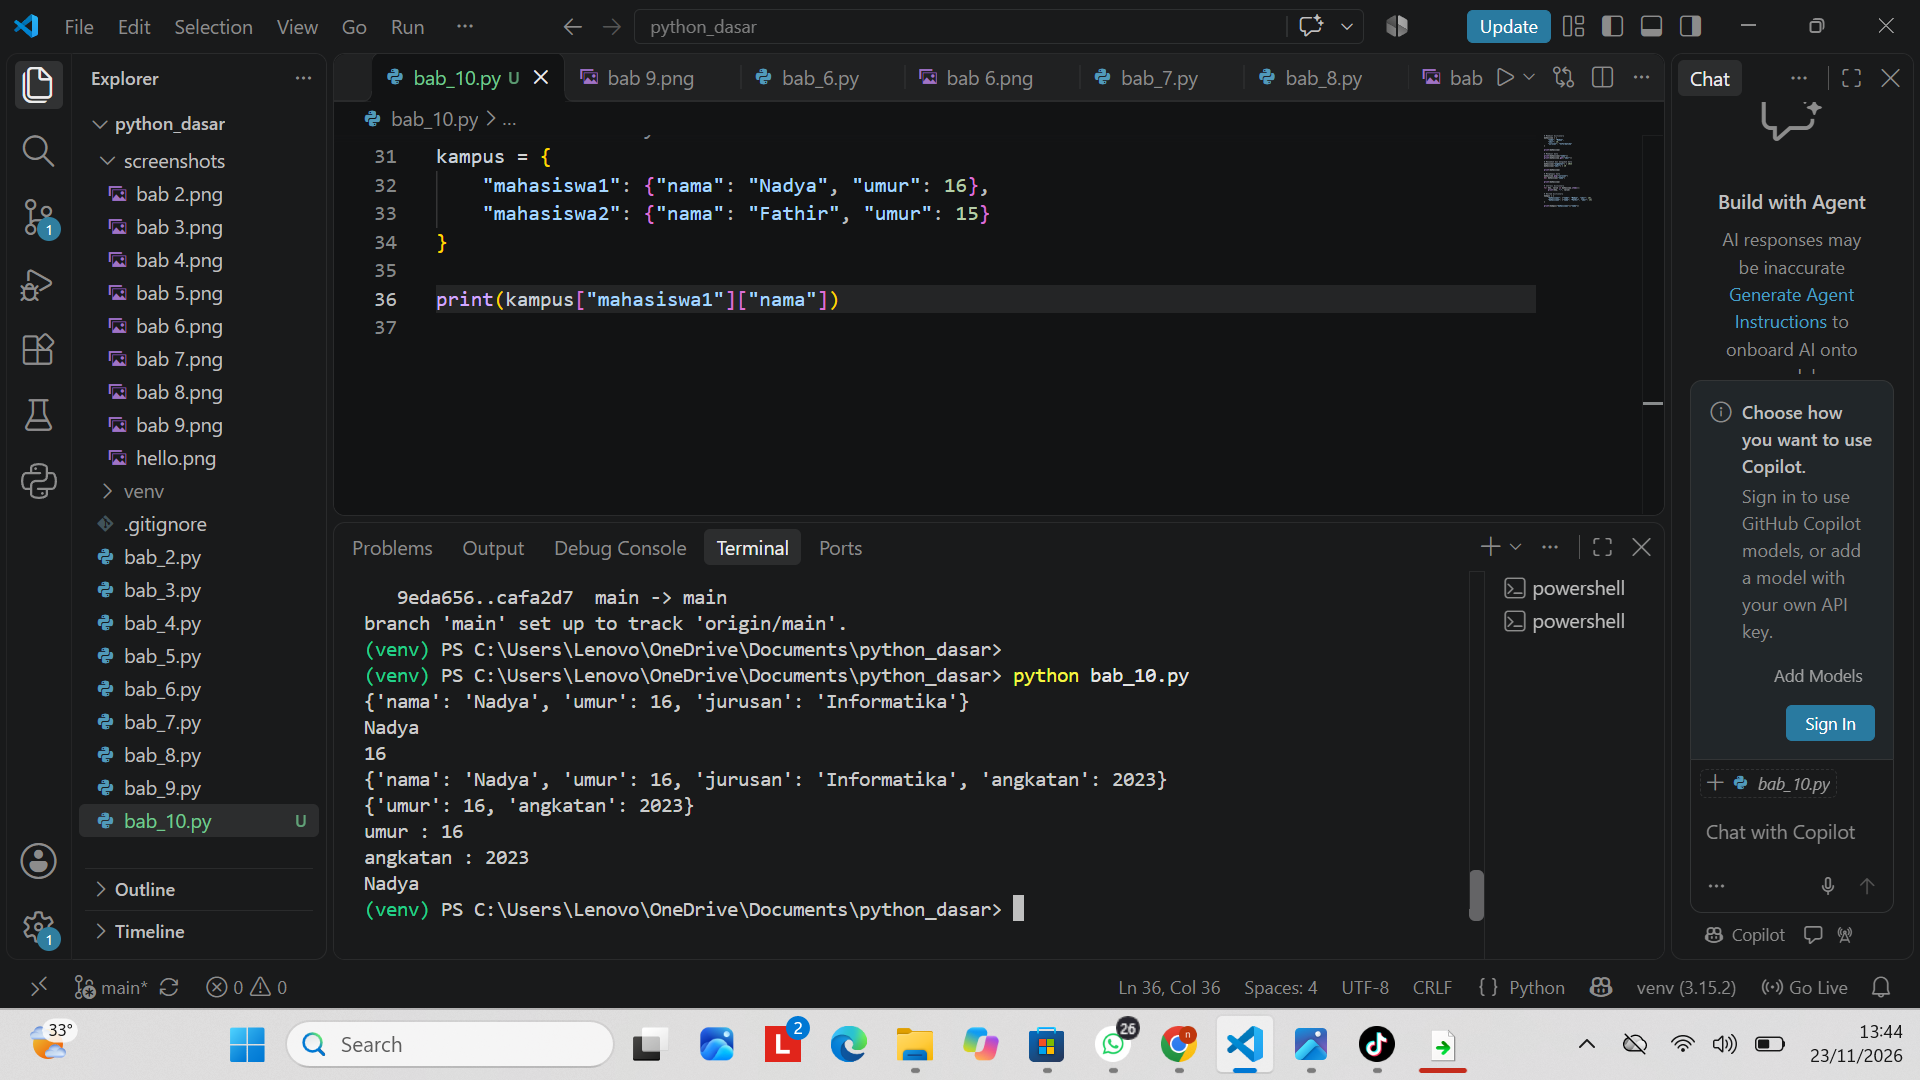 File Edit Selection View Go Run
python_dasar
Update
Explorer
python_dasar
screenshots
bab 2.png
bab 3.png
bab 4.png
bab 5.png
bab 6.png
bab 7.png
bab 8.png
bab 9.png
hello.png
venv
.gitignore
bab_2.py
bab_3.py
bab_4.py
bab_5.py
bab_6.py
bab_7.py
bab_8.py
bab_9.py
bab_10.py U
Outline
Timeline
1
1
bab_10.py U bab 9.png bab_6.py bab 6.png bab_7.py bab_8.py bab
bab_10.py > ...
31 kampus = {
32 "mahasiswa1": {"nama": "Nadya", "umur": 16},
33 "mahasiswa2": {"nama": "Fathir", "umur": 15}
34 }
35
36 print(kampus["mahasiswa1"]["nama"])
37
Problems Output Debug Console Terminal Ports
9eda656..cafa2d7 main -> main
branch 'main' set up to track 'origin/main'.
(venv) PS C:\Users\Lenovo\OneDrive\Documents\python_dasar>
(venv) PS C:\Users\Lenovo\OneDrive\Documents\python_dasar> python bab_10.py
{'nama': 'Nadya', 'umur': 16, 'jurusan': 'Informatika'}
Nadya
16
{'nama': 'Nadya', 'umur': 16, 'jurusan': 'Informatika', 'angkatan': 2023}
{'umur': 16, 'angkatan': 2023}
umur : 16
angkatan : 2023
Nadya
(venv) PS C:\Users\Lenovo\OneDrive\Documents\python_dasar>
powershell
powershell
Chat
Build with Agent
AI responses may
be inaccurate
Generate Agent
Instructions to
onboard AI onto
Choose how
you want to use
Copilot.
Sign in to use
GitHub Copilot
models, or add
a model with
your own API
key.
Add Models
Sign In
bab_10.py
Chat with Copilot
Copilot
main* 0 0
Ln 36, Col 36 Spaces: 4 UTF-8 CRLF { } Python venv (3.15.2) Go Live
33°
Search
2
26
n
13:44
23/11/2026